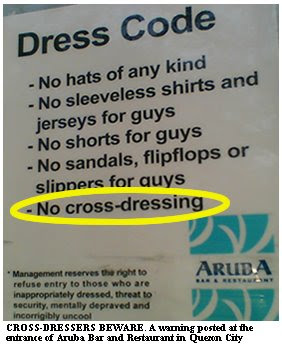 Dress Code
- No hats of any kind
- No sleeveless shirts and
jerseys for guys
- No shorts for guys
- No sandals, flipflops or
slippers for guys
- No cross-dressing
ARUBA
BAR & RESTAURANT
* Management reserves the right to
refuse entry to those who are
inappropriately dressed, threat to
security, mentally depraved and
incorrigibly uncool
CROSS-DRESSERS BEWARE. A warning posted at the
entrance of Aruba Bar and Restaurant in Quezon City